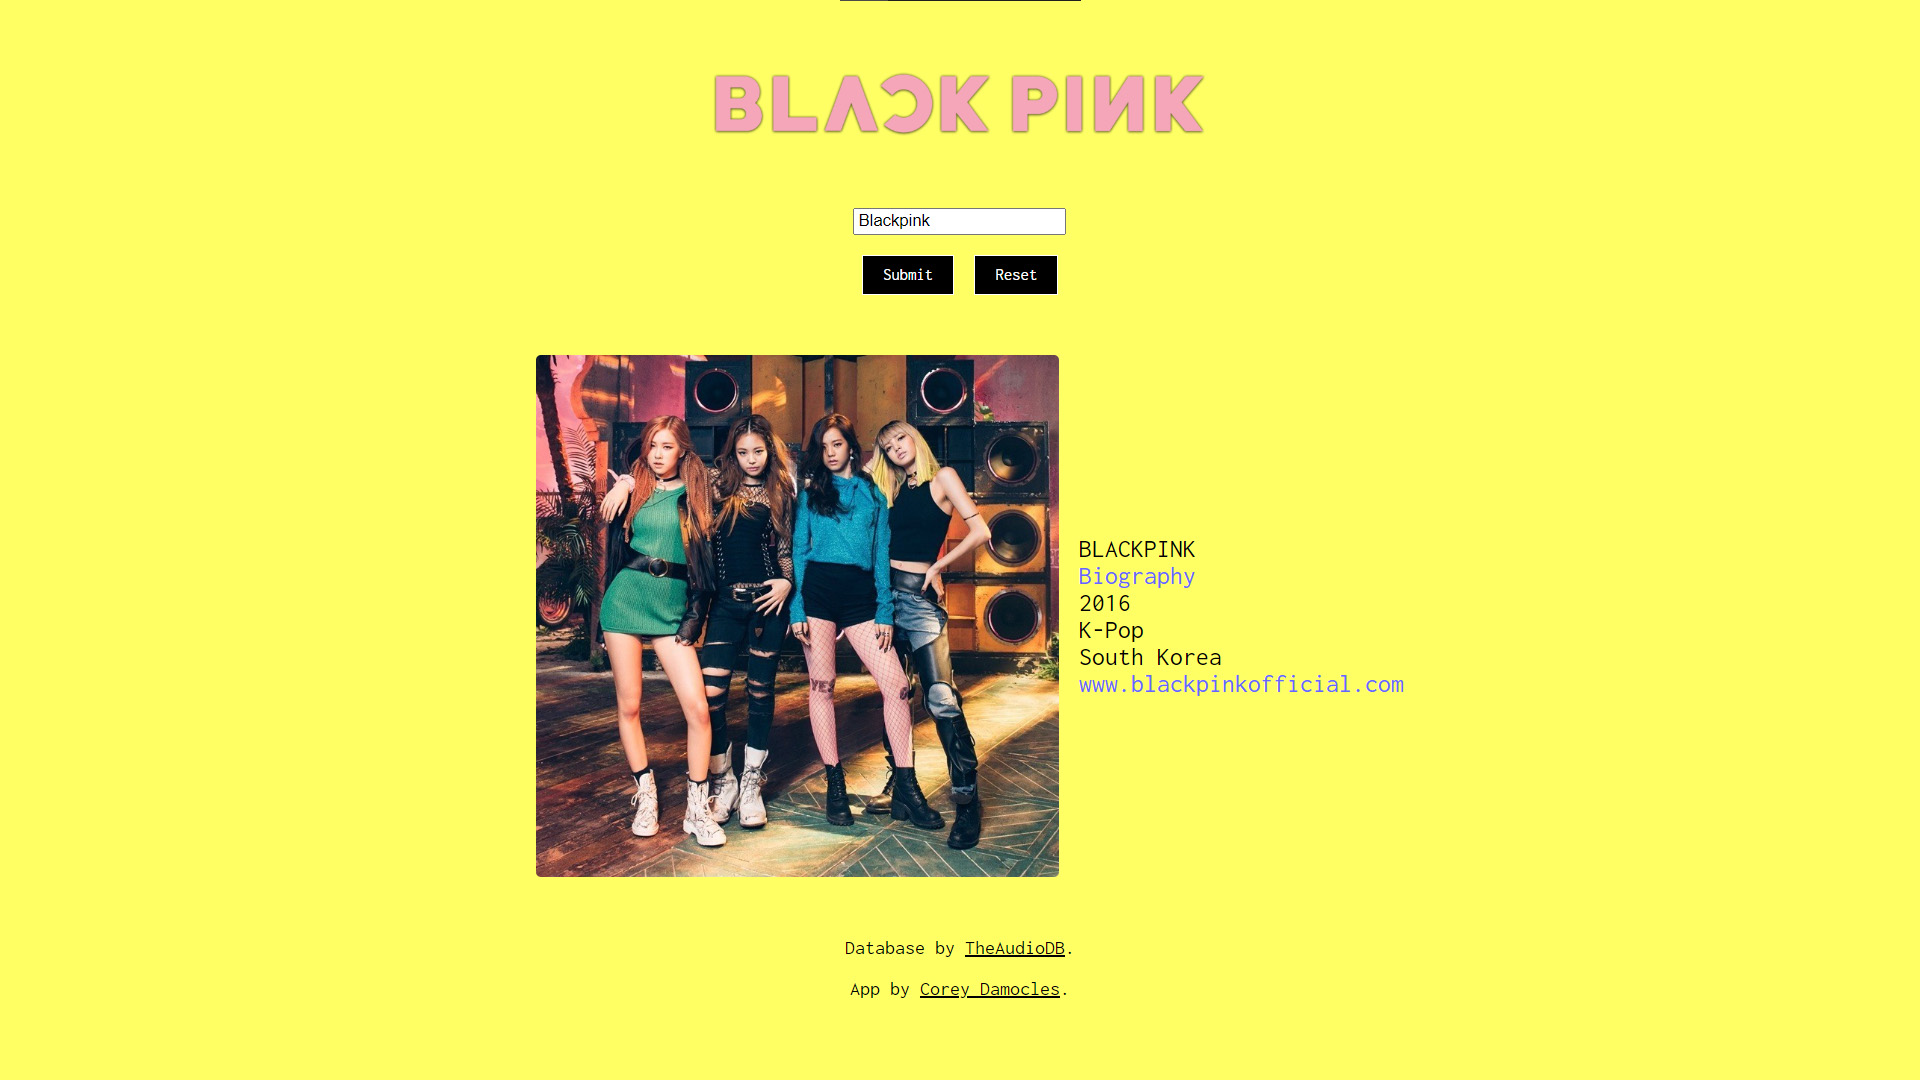 BLACK PINK
Blackpink
Submit Reset
YES
BLACKPINK
Biography
2016
K-Pop
South Korea
www.blackpinkofficial.com
Database by TheAudioDB.
App by Corey Damocles.